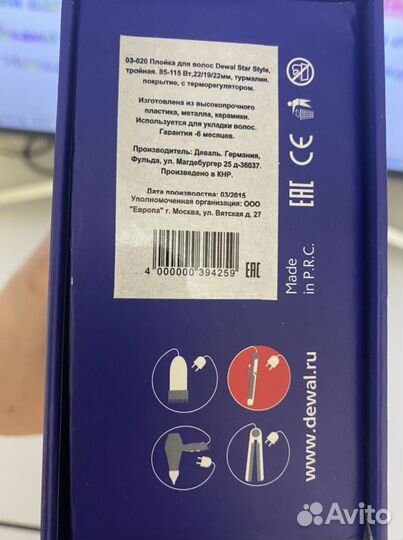 03-020 Плойка для волос Dewal Star Style,
тройная. 85-115 Вт,22/19/22мм, турмалин.
покрытие, с терморегулятором.
Изготовлена из высокопрочного
пластика, металла, керамики.
Используется для укладки волос.
Гарантия -6 месяцев.
Производитель: Деваль. Германия,
Фульда, ул. Магдебургер 25 д-36037.
Произведено в КНР.
Дата производства: 03/2015
Уполномоченная организация: ООО
"Европа" г. Москва, ул. Вятская д. 27
4 000000 394259
EAC
CE
EAC
Made
in P.R.C.
www.dewal.ru
Avito